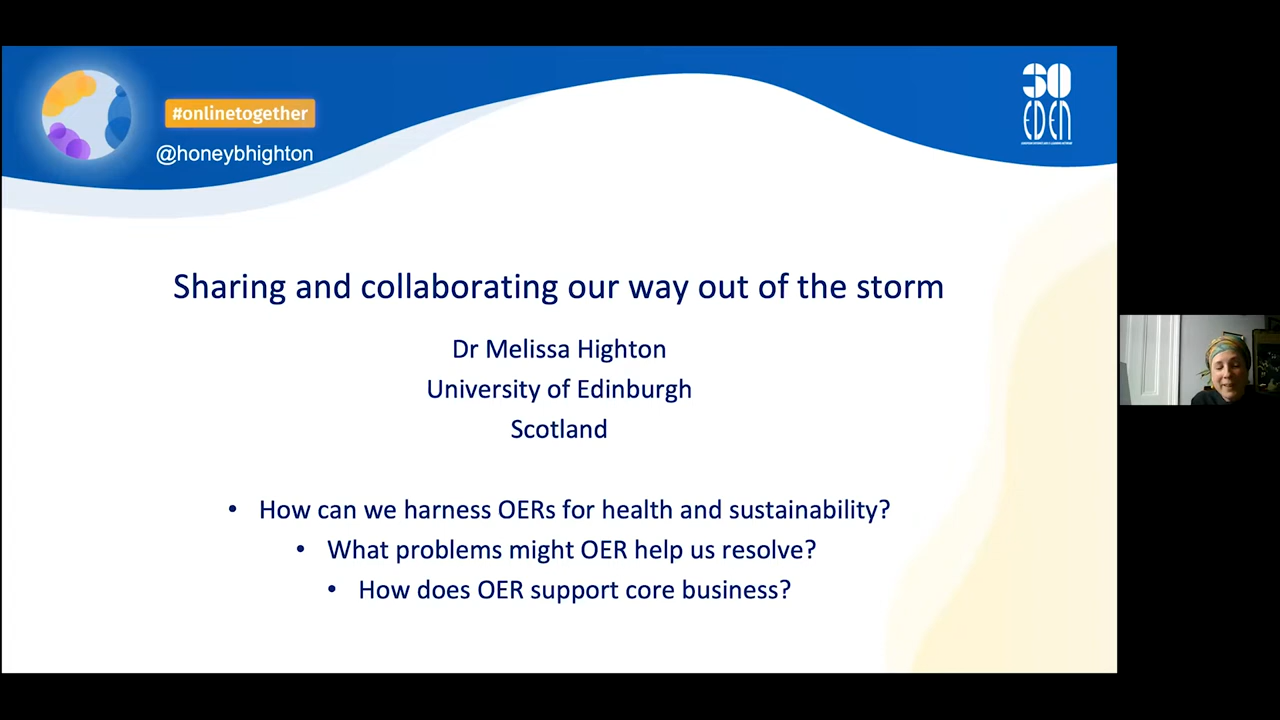 #onlinetogether
@honeybhighton
30
EDEN
Sharing and collaborating our way out of the storm
Dr Melissa Highton
University of Edinburgh
Scotland
• How can we harness OERs for health and sustainability?
• What problems might OER help us resolve?
• How does OER support core business?